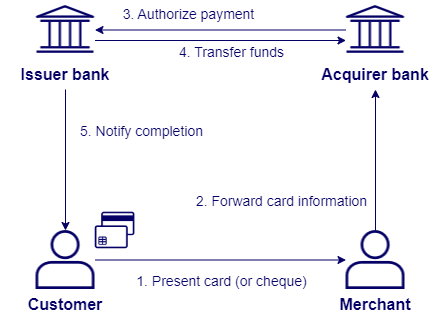 3. Authorize payment
4. Transfer funds
Issuer bank
Acquirer bank
5. Notify completion
2. Forward card information
1. Present card (or cheque)
Customer
Merchant